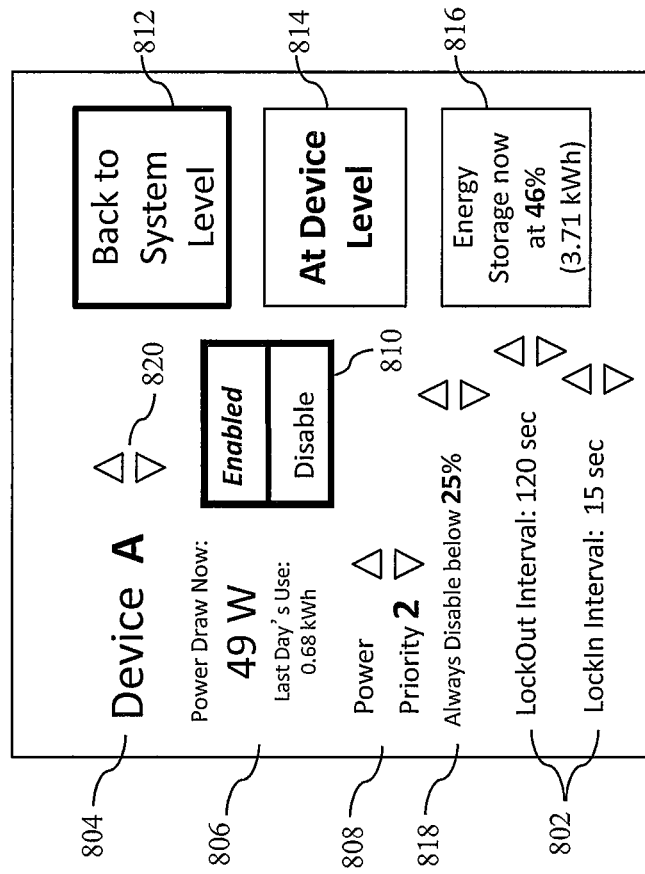 Device A
Power Draw Now:
49 W
Last Day's Use:
0.68 kWh
Enabled
Disable
Power
Priority 2
Always Disable below 25%
LockOut Interval: 120 sec
LockIn Interval: 15 sec
Back to
System
Level
At Device
Level
Energy
Storage now
at 46%
(3.71 kWh)
804
806
808
818
802
820
810
812
814
816